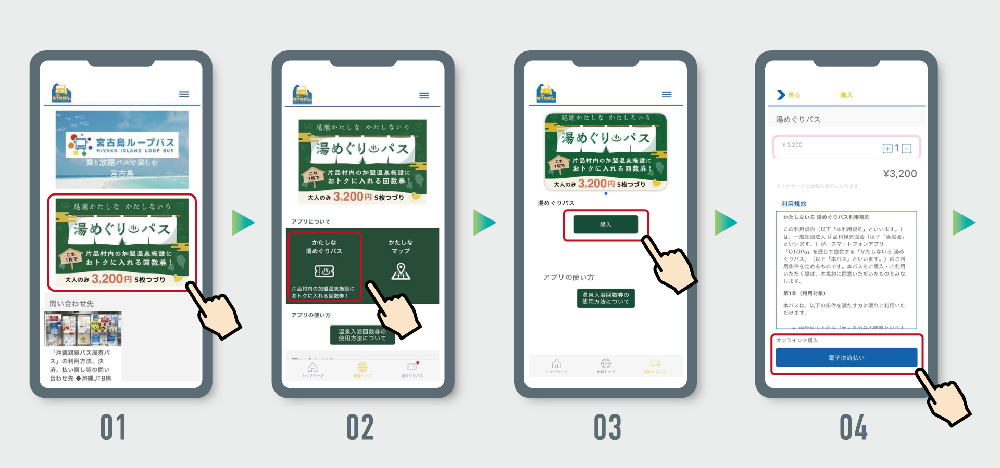 OTOPa
宮古島ループバス
MIYAKO ISLAND LOOP BUS
乗り放題バスで楽しむ
宮古島
尾瀬かたしな かたしないろ
湯めぐり パス
これ
1枚で
片品村内の加盟温泉施設に
おトクに入れる回数券！
大人のみ 3,200円 5枚つづり
問い合わせ先
レンタカー
「沖縄路線バス周遊パ
ス」の利用方法、決
済、払い戻し等の問い
合わせ先 ◆沖縄JTB株
01
OTOPa
尾瀬かたしな かたしないろ
湯めぐり パス
これ
1枚で
片品村内の加盟温泉施設に
おトクに入れる回数券！
大人のみ 3,200円 5枚つづり
アプリについて
かたしな
湯めぐりパス
片品村内の加盟温泉施設に
おトクに入れる回数券！
かたしな
マップ
アプリの使い方
温泉入浴回数券の
使用方法について
トップページ
地域トップ
湯めぐりパス
02
OTOPa
尾瀬かたしな かたしないろ
湯めぐり パス
これ
1枚で
片品村内の加盟温泉施設に
おトクに入れる回数券！
大人のみ 3,200円 5枚つづり
湯めぐりパス
購入
アプリの使い方
温泉入浴回数券の
使用方法について
トップページ
地域トップ
湯めぐりパス
03
戻る
購入
湯めぐりパス
¥ 3,200
+ 1 -
¥3,200
全てのサービスは税込表示になります。
利用規約
かたしないろ 湯めぐりパス利用規約
この利用規約（以下「本利用規約」といいます。）
は、一般社団法人 片品村観光協会（以下「当協会」
といいます。）が、スマートフォンアプリ
「OTOPa」を通じて提供する「かたしないろ 湯め
ぐりパス」（以下「本パス」といいます。）のご利
用条件を定めるものです。本パスをご購入・ご利用
いただく際は、本規約に同意いただいたものとみな
します。
第1条（利用対象）
本パスは、以下の条件を満たす方に限りご利用いた
だけます。
• 中学生以上の方（大人券のみの販売となりま
オンラインで購入
電子決済払い
04